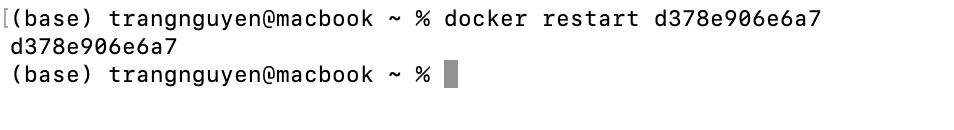 [(base) trangnguyen@macbook ~ % docker restart d378e906e6a7
d378e906e6a7
(base) trangnguyen@macbook ~ %